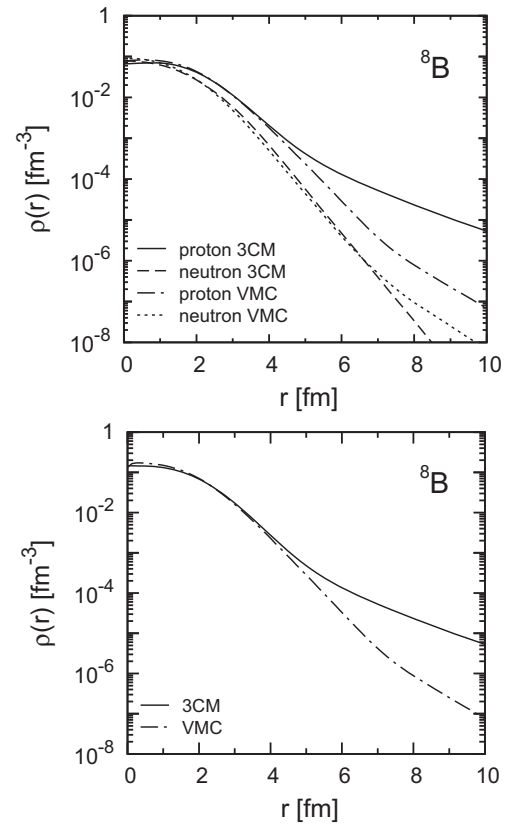 1
10⁻²
10⁻⁴
10⁻⁶
10⁻⁸
ρ(r) [fm⁻³]
⁸B
proton 3CM
neutron 3CM
proton VMC
neutron VMC
0 2 4 6 8 10
r [fm]
1
10⁻²
10⁻⁴
10⁻⁶
10⁻⁸
ρ(r) [fm⁻³]
⁸B
3CM
VMC
0 2 4 6 8 10
r [fm]